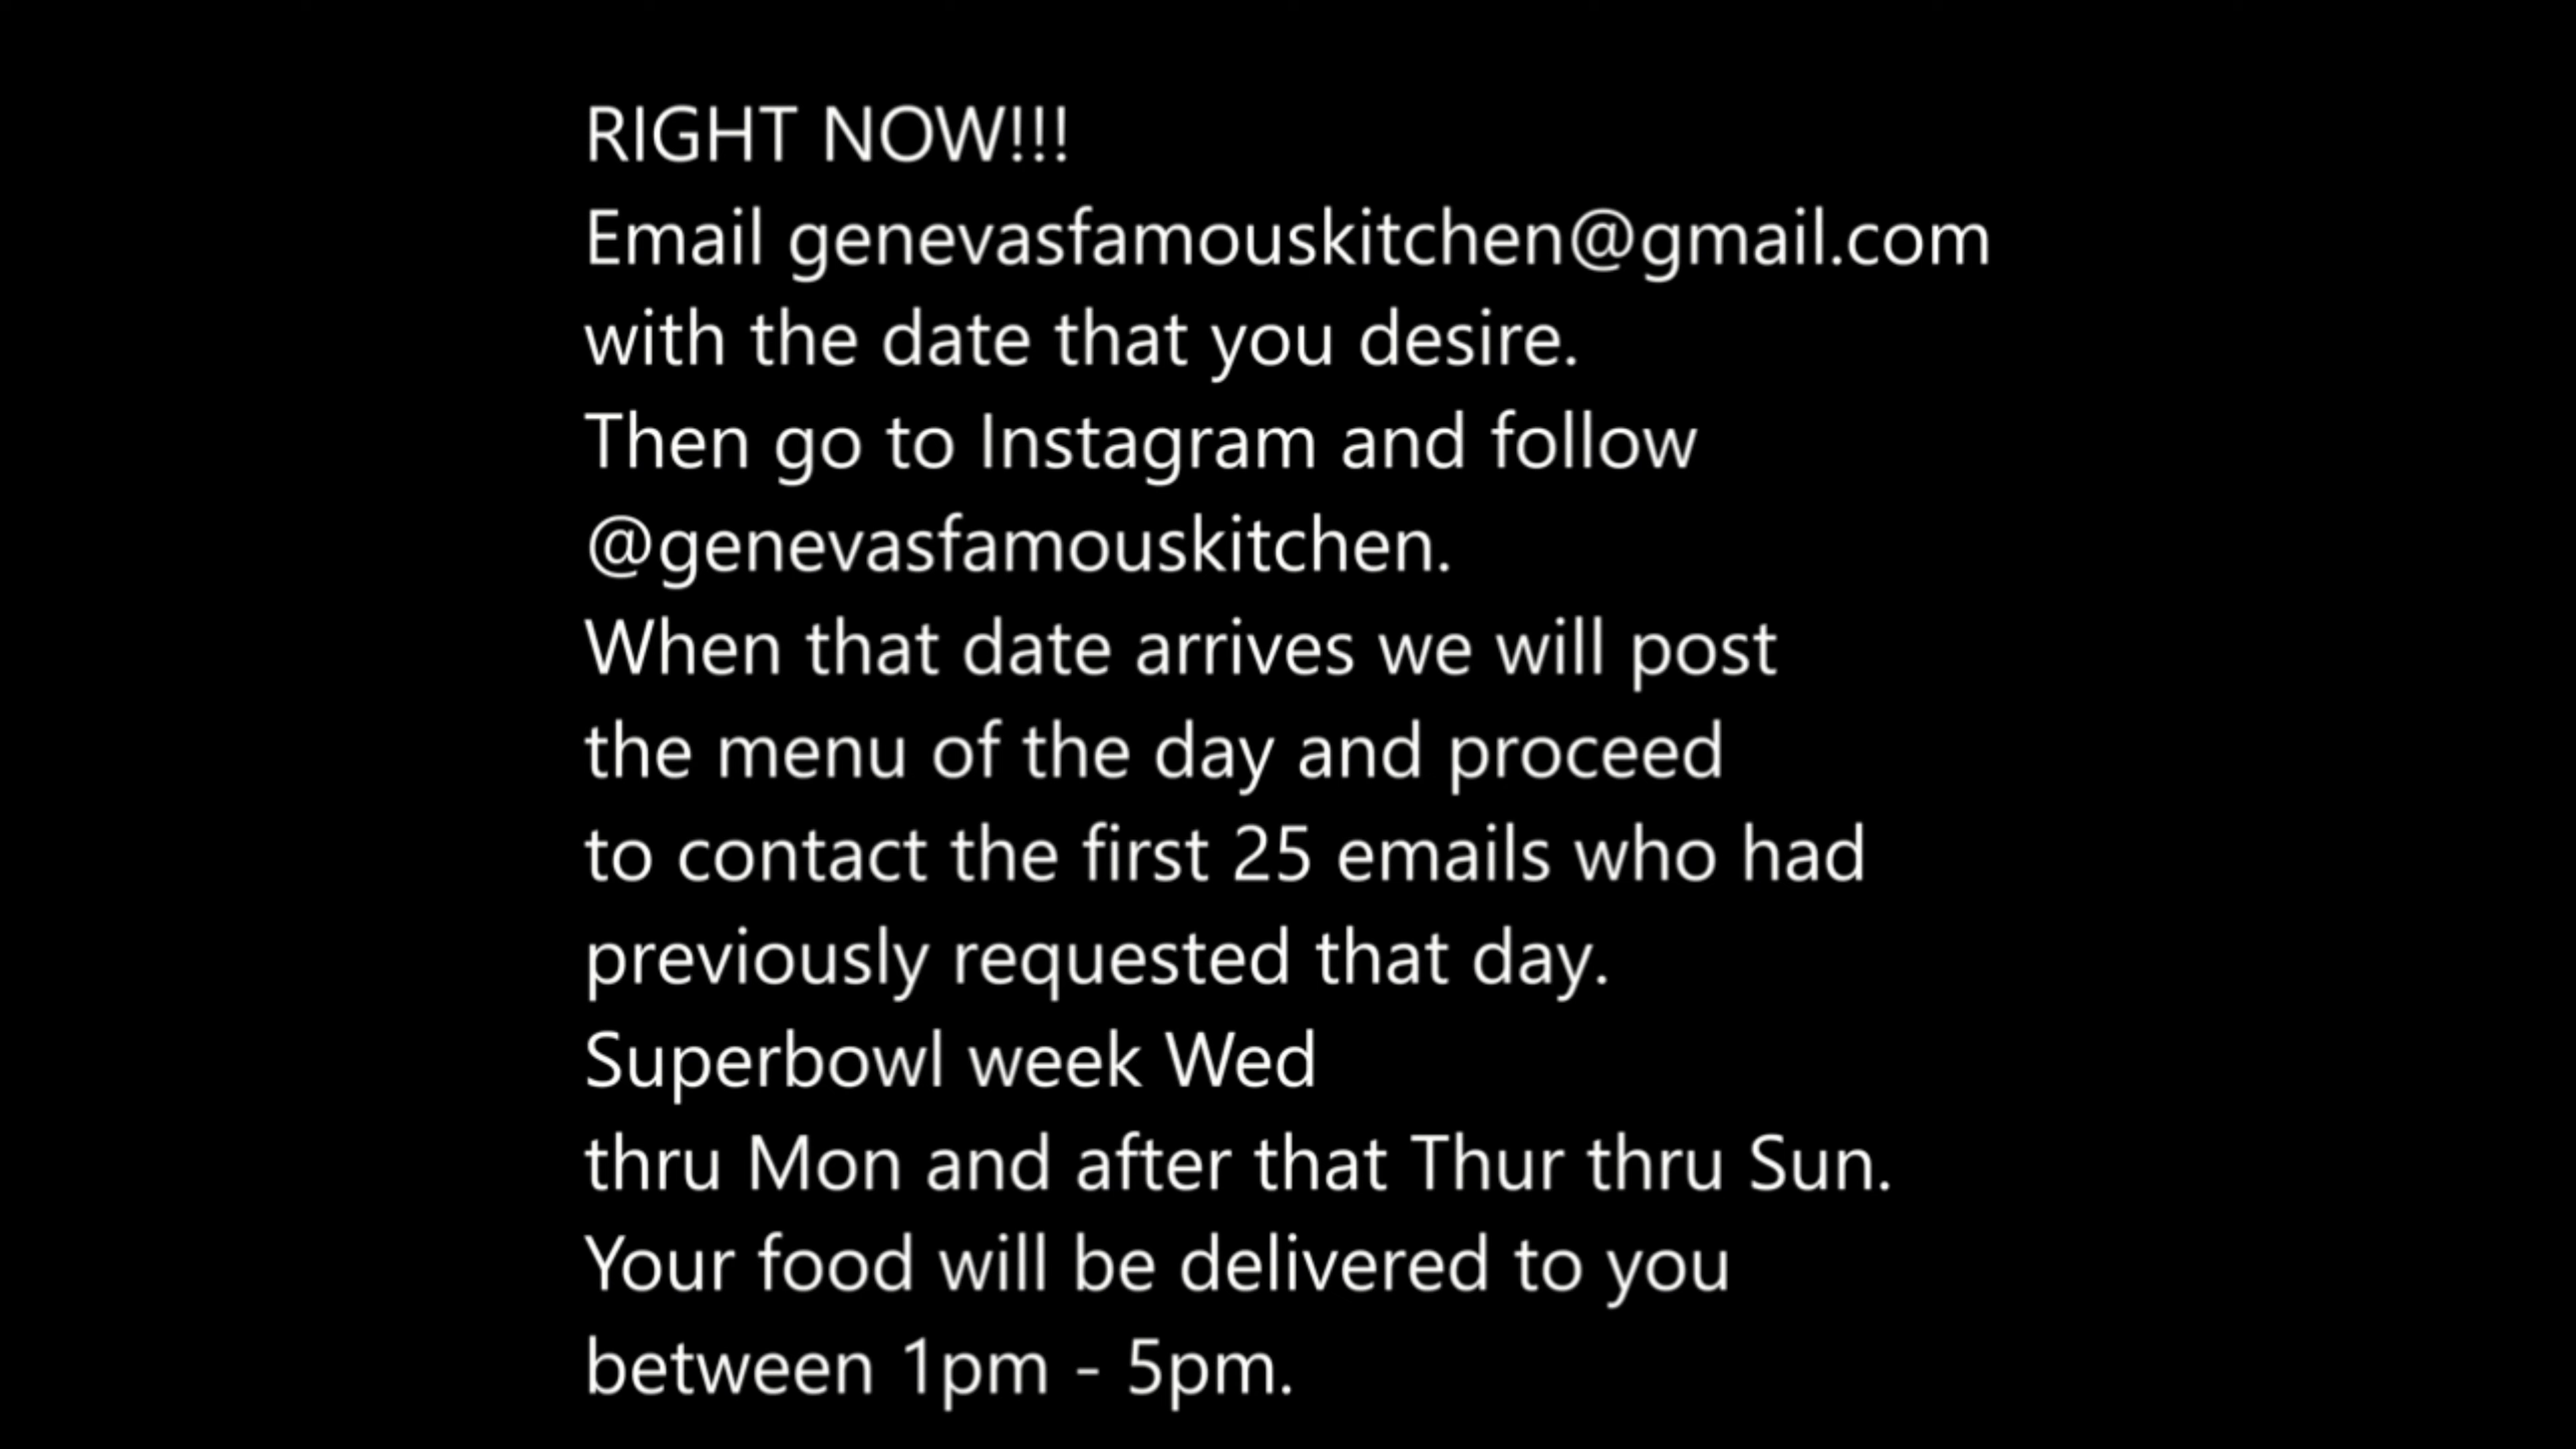 RIGHT NOW!!!
Email genevasfamouskitchen@gmail.com
with the date that you desire.
Then go to Instagram and follow
@genevasfamouskitchen.
When that date arrives we will post
the menu of the day and proceed
to contact the first 25 emails who had
previously requested that day.
Superbowl week Wed
thru Mon and after that Thur thru Sun.
Your food will be delivered to you
between 1pm - 5pm.